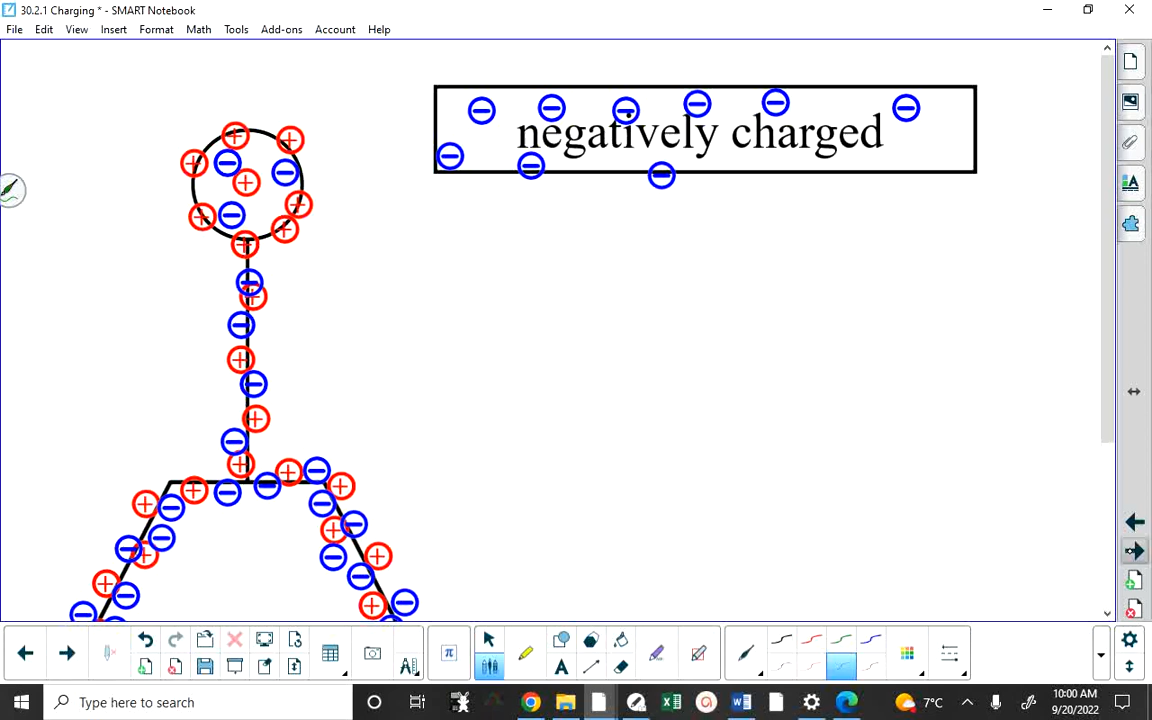 30.2.1 Charging * - SMART Notebook
File Edit View Insert Format Math Tools Add-ons Account Help
negatively charged
Type here to search
7°C
10:00 AM
9/20/2022